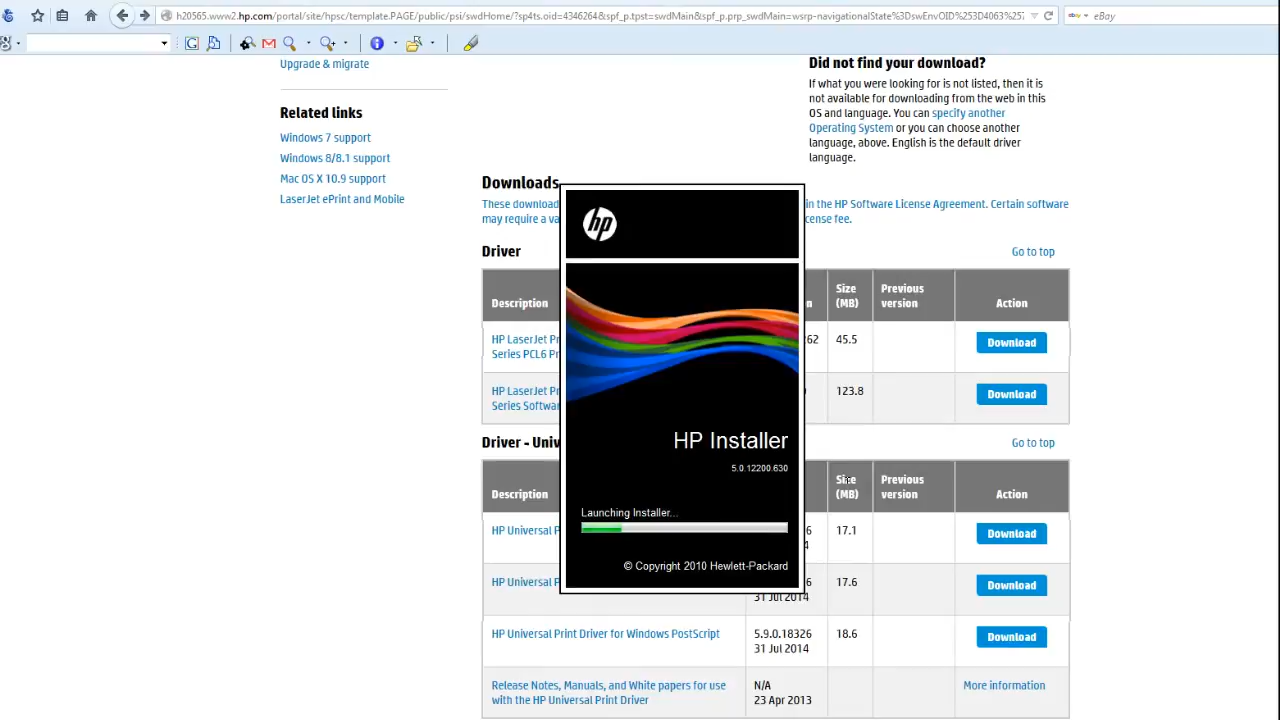 h20565.www2.hp.com/portal/site/hpsc/template.PAGE/public/psi/swdHome/?sp4ts.oid=4346264&spf_p.tpst=swdMain&spf_p.prp_swdMain=wsrp-navigationalState%3DswEnvOID%253D4063%25
eBay
Upgrade & migrate
Related links
Windows 7 support
Windows 8/8.1 support
Mac OS X 10.9 support
LaserJet ePrint and Mobile
Did not find your download?
If what you were looking for is not listed, then it is
not available for downloading from the web in this
OS and language. You can specify another
Operating System or you can choose another
language, above. English is the default driver
language.
Downloads
These download in the HP Software License Agreement. Certain software
may require a va cense fee.
Driver
Go to top
Description
Size
(MB)
Previous
version
Action
HP LaserJet Pr 62 45.5 Download
Series PCL6 Pr
HP LaserJet Pr 123.8 Download
Series Softwar
Driver - Univ
Go to top
Description
Size
(MB)
Previous
version
Action
HP Universal P 6 17.1 Download
4
HP Universal P 6 17.6 Download
31 Jul 2014
HP Universal Print Driver for Windows PostScript 5.9.0.18326 18.6 Download
31 Jul 2014
Release Notes, Manuals, and White papers for use N/A More information
with the HP Universal Print Driver 23 Apr 2013
hp
HP Installer
5.0.12200.630
Launching Installer...
© Copyright 2010 Hewlett-Packard